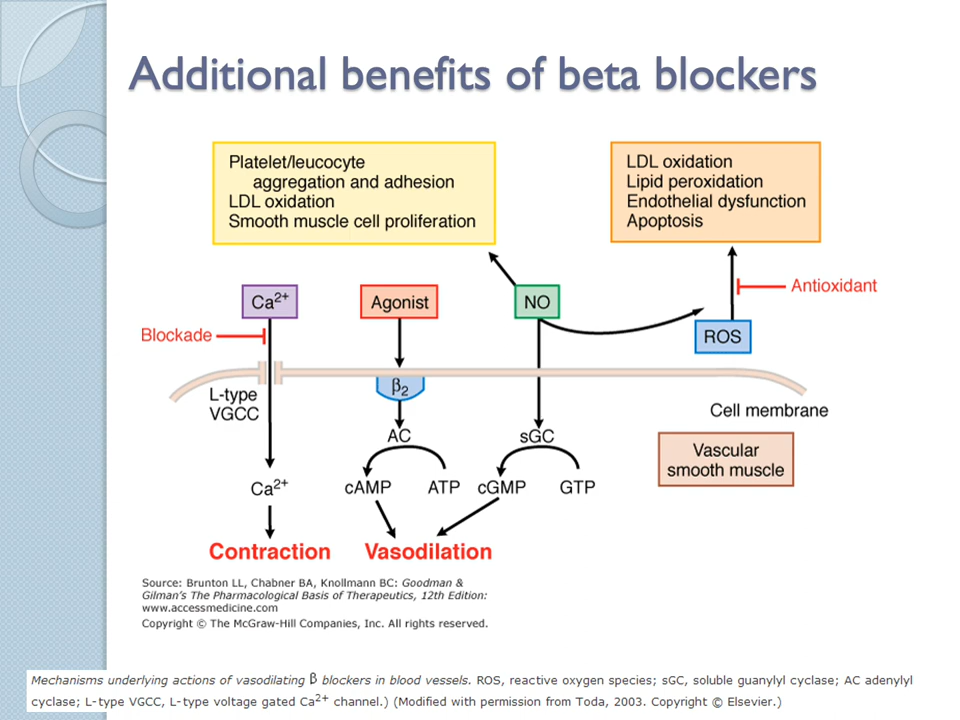 Additional benefits of beta blockers
Platelet/leucocyte
aggregation and adhesion
LDL oxidation
Smooth muscle cell proliferation
LDL oxidation
Lipid peroxidation
Endothelial dysfunction
Apoptosis
Ca²⁺
Agonist
NO
Antioxidant
Blockade
ROS
L-type
VGCC
β₂
Cell membrane
AC
sGC
Vascular
smooth muscle
Ca²⁺
cAMP
ATP
cGMP
GTP
Contraction
Vasodilation
Source: Brunton LL, Chabner BA, Knollmann BC: Goodman &
Gilman's The Pharmacological Basis of Therapeutics, 12th Edition:
www.accessmedicine.com
Copyright © The McGraw-Hill Companies, Inc. All rights reserved.
Mechanisms underlying actions of vasodilating β blockers in blood vessels. ROS, reactive oxygen species; sGC, soluble guanylyl cyclase; AC adenylyl
cyclase; L-type VGCC, L-type voltage gated Ca²⁺ channel.) (Modified with permission from Toda, 2003. Copyright © Elsevier.)